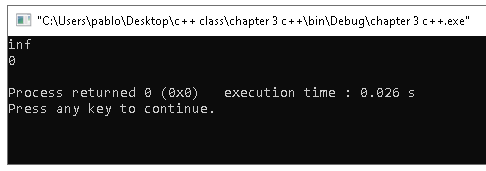 "C:\Users\pablo\Desktop\c++ class\chapter 3 c++\bin\Debug\chapter 3 c++.exe"
inf
0
Process returned 0 (0x0)   execution time : 0.026 s
Press any key to continue.